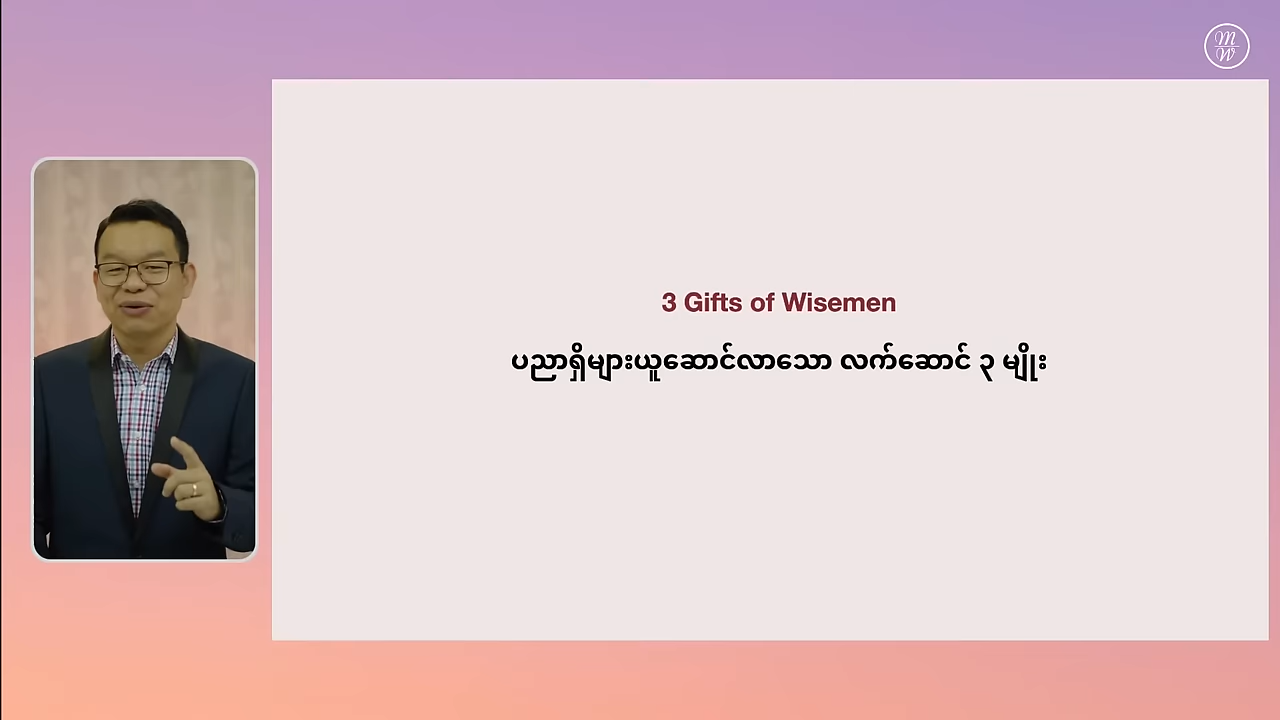 M
W
3 Gifts of Wisemen
ပညာရှိများယူဆောင်လာသော လက်ဆောင် ၃ မျိုး